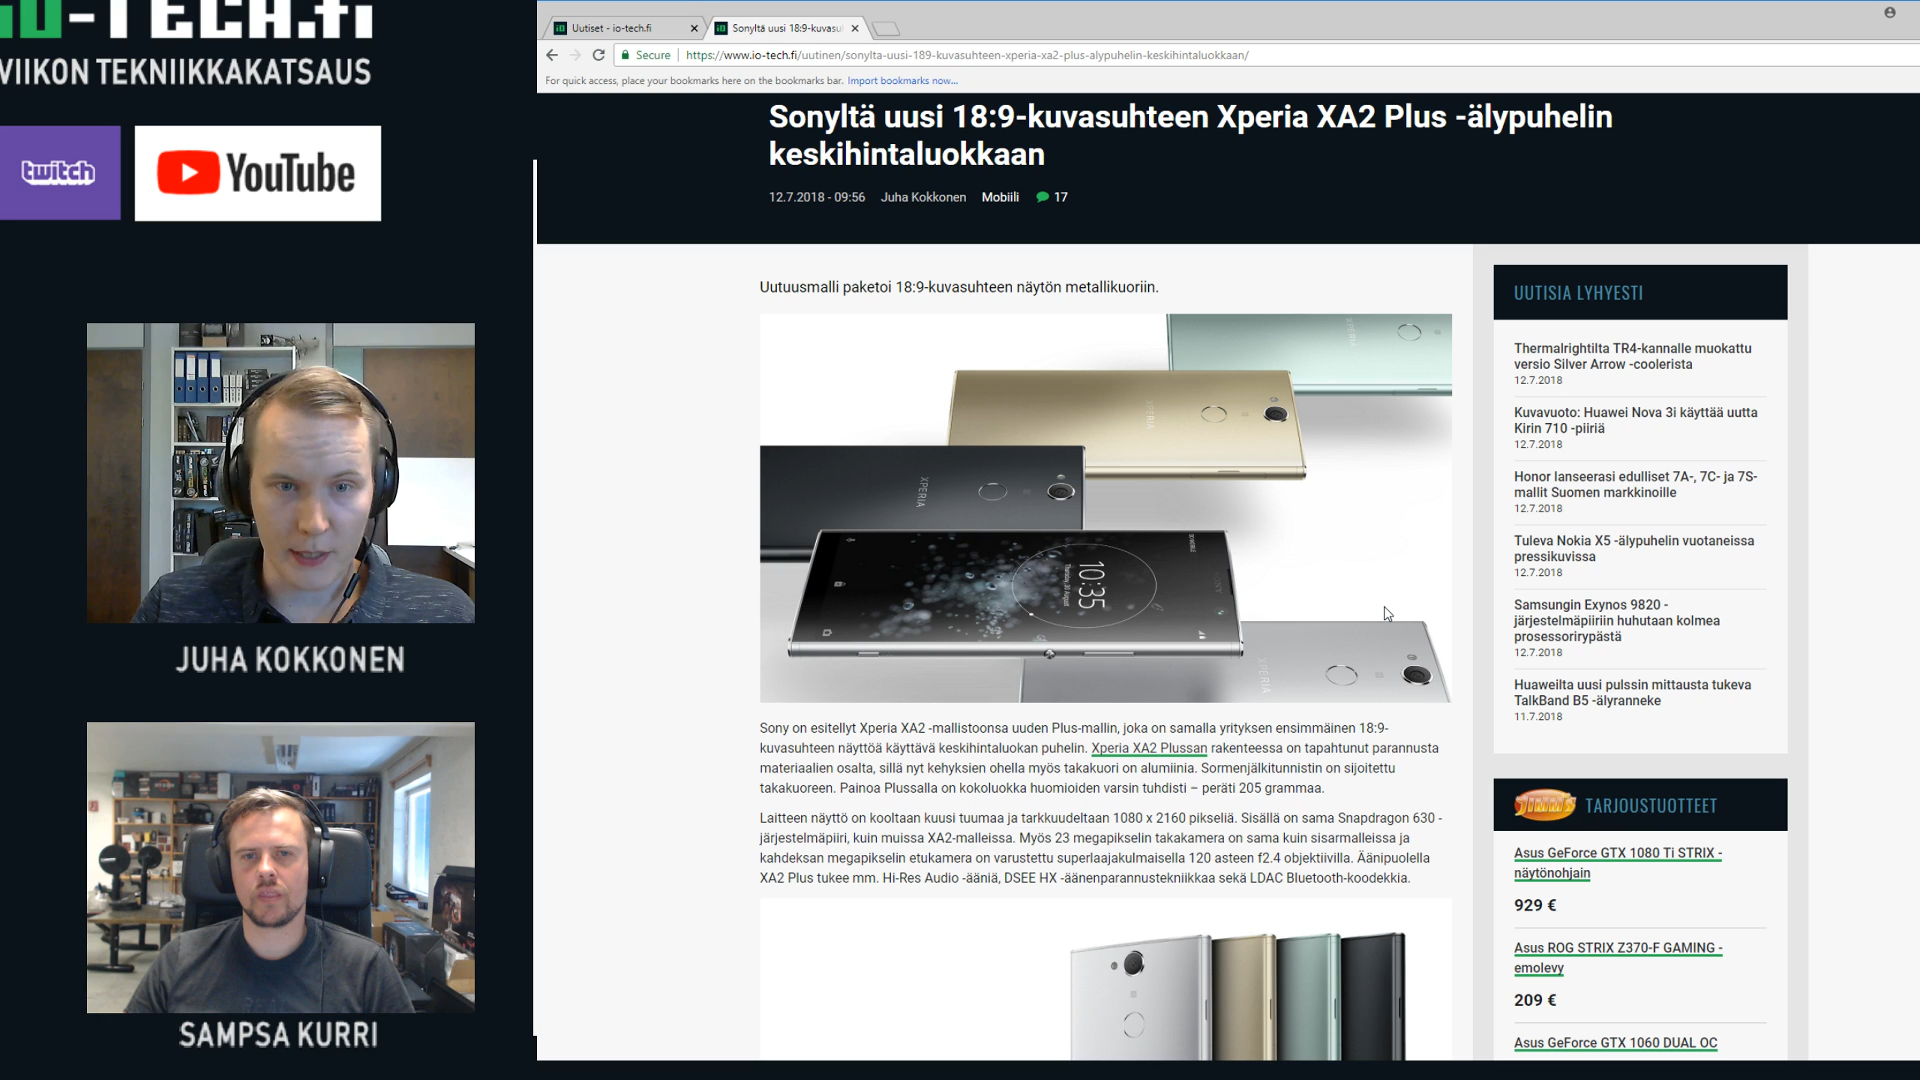 iO-TECH.fi
VIIKON TEKNIIKKAKATSAUS
twitch
YouTube
JUHA KOKKONEN
SAMPSA KURRI
Uutiset - io-tech.fi
Sonyltä uusi 18:9-kuvasu
Secure
https://www.io-tech.fi/uutinen/sonylta-uusi-189-kuvasuhteen-xperia-xa2-plus-alypuhelin-keskihintaluokkaan/
For quick access, place your bookmarks here on the bookmarks bar. Import bookmarks now...
Sonyltä uusi 18:9-kuvasuhteen Xperia XA2 Plus -älypuhelin
keskihintaluokkaan
12.7.2018 - 09:56 Juha Kokkonen Mobiili 17
Uutuusmalli paketoi 18:9-kuvasuhteen näytön metallikuoriin.
XPERIA
XPERIA
XPERIA
10:35
Thursday, 30 August
XPERIA
Sony on esitellyt Xperia XA2 -mallistoonsa uuden Plus-mallin, joka on samalla yrityksen ensimmäinen 18:9-
kuvasuhteen näyttöä käyttävä keskihintaluokan puhelin. Xperia XA2 Plussan rakenteessa on tapahtunut parannusta
materiaalien osalta, sillä nyt kehyksien ohella myös takakuori on alumiinia. Sormenjälkitunnistin on sijoitettu
takakuoreen. Painoa Plussalla on kokoluokka huomioiden varsin tuhdisti – peräti 205 grammaa.
Laitteen näyttö on kooltaan kuusi tuumaa ja tarkkuudeltaan 1080 x 2160 pikseliä. Sisällä on sama Snapdragon 630 -
järjestelmäpiiri, kuin muissa XA2-malleissa. Myös 23 megapikselin takakamera on sama kuin sisarmalleissa ja
kahdeksan megapikselin etukamera on varustettu superlaajakulmaisella 120 asteen f2.4 objektiivilla. Äänipuolella
XA2 Plus tukee mm. Hi-Res Audio -ääniä, DSEE HX -äänenparannustekniikkaa sekä LDAC Bluetooth-koodekkia.
UUTISIA LYHYESTI
Thermalrightilta TR4-kannalle muokattu
versio Silver Arrow -coolerista
12.7.2018
Kuvavuoto: Huawei Nova 3i käyttää uutta
Kirin 710 -piiriä
12.7.2018
Honor lanseerasi edulliset 7A-, 7C- ja 7S-
mallit Suomen markkinoille
12.7.2018
Tuleva Nokia X5 -älypuhelin vuotaneissa
pressikuvissa
12.7.2018
Samsungin Exynos 9820 -
järjestelmäpiiriin huhutaan kolmea
prosessorirypästä
12.7.2018
Huaweilta uusi pulssin mittausta tukeva
TalkBand B5 -älyranneke
11.7.2018
JIMM'S TARJOUSTUOTTEET
Asus GeForce GTX 1080 Ti STRIX -
näytönohjain
929 €
Asus ROG STRIX Z370-F GAMING -
emolevy
209 €
Asus GeForce GTX 1060 DUAL OC